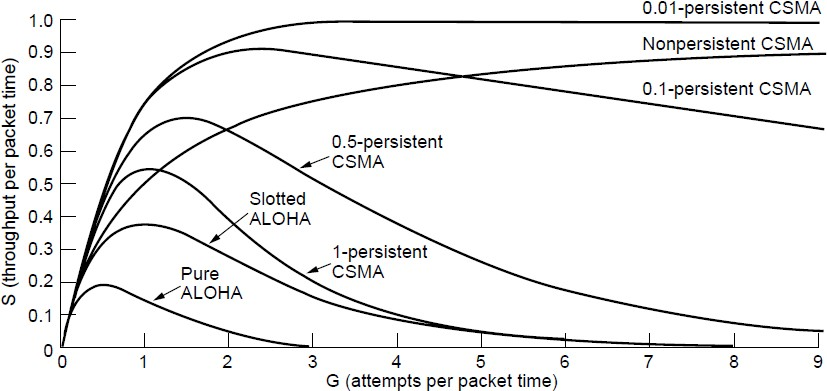 0.01-persistent CSMA
1.0
Nonpersistent CSMA
0.9
0.1-persistent CSMA
0.8
0.7
0.5-persistent
CSMA
0.6
0.5
Slotted
ALOHA
0.4
1-persistent
CSMA
0.3
Pure
ALOHA
0.2
0.1
0
S (throughput per packet time)
0 1 2 3 4 5 6 7 8 9
G (attempts per packet time)